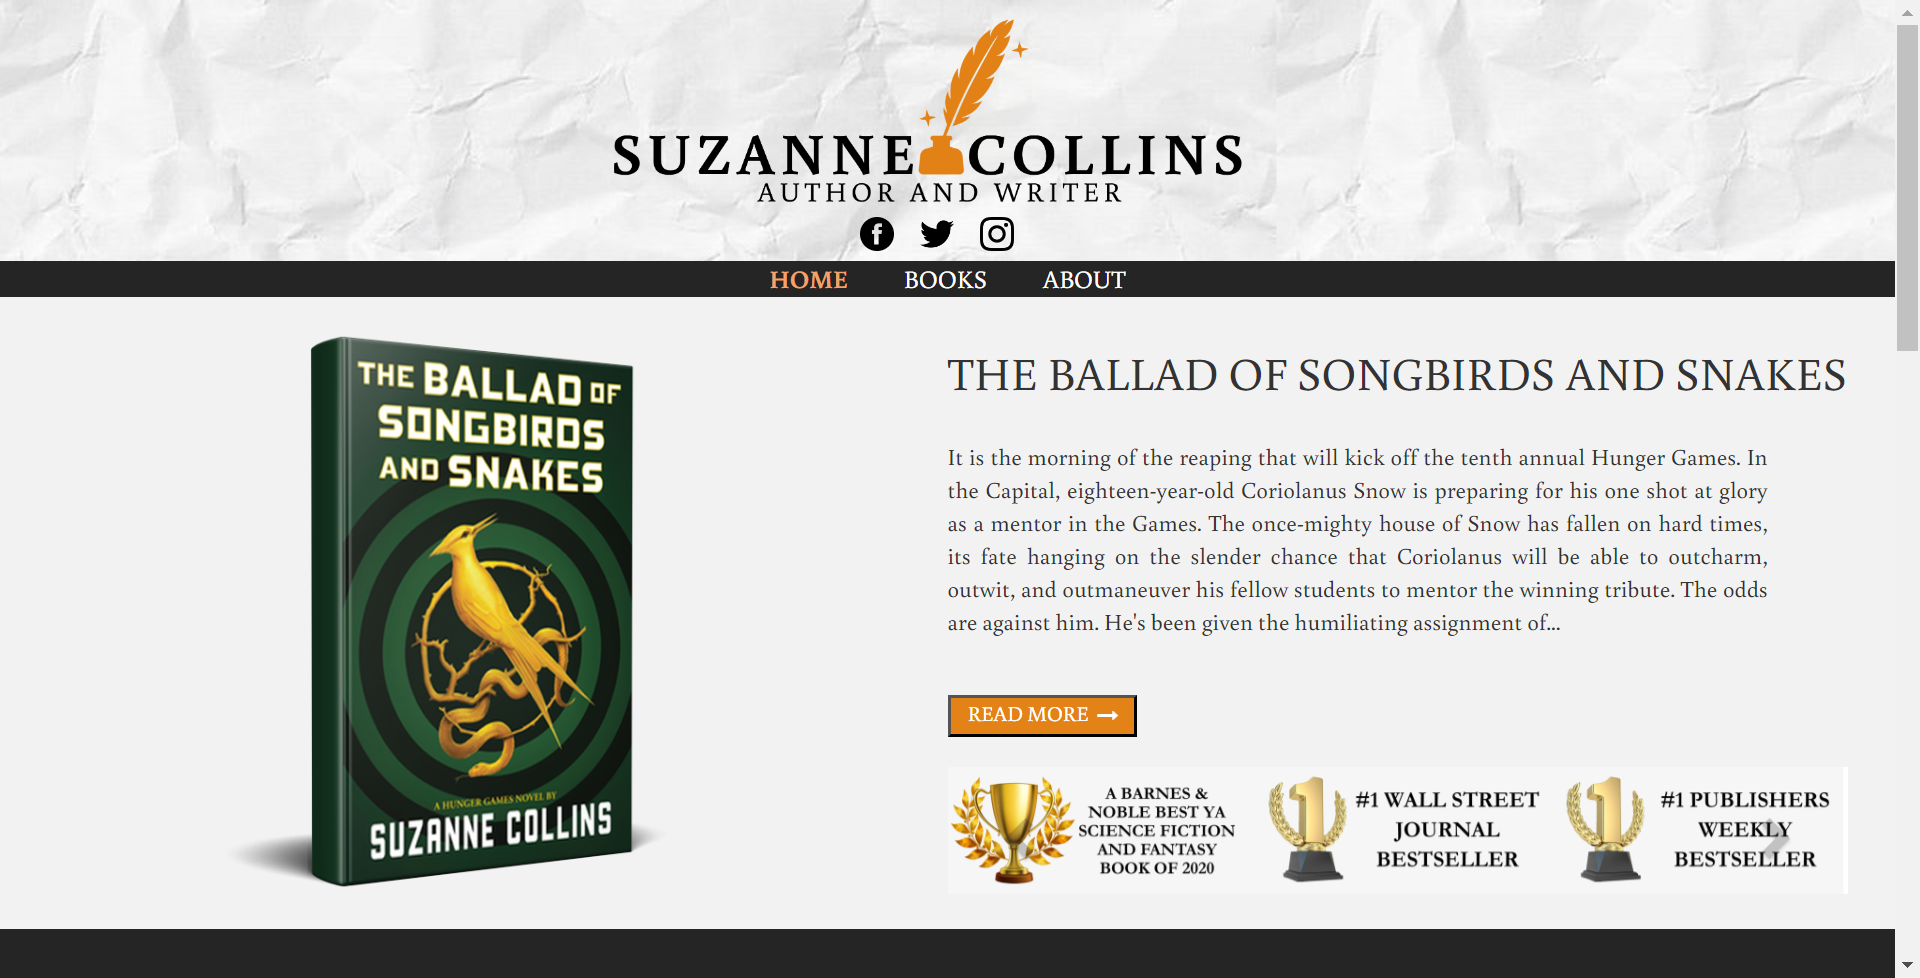 SUZANNE COLLINS
AUTHOR AND WRITER
HOME BOOKS ABOUT
THE BALLAD OF
SONGBIRDS
AND SNAKES
A HUNGER GAMES NOVEL BY
SUZANNE COLLINS
THE BALLAD OF SONGBIRDS AND SNAKES
It is the morning of the reaping that will kick off the tenth annual Hunger Games. In
the Capital, eighteen-year-old Coriolanus Snow is preparing for his one shot at glory
as a mentor in the Games. The once-mighty house of Snow has fallen on hard times,
its fate hanging on the slender chance that Coriolanus will be able to outcharm,
outwit, and outmaneuver his fellow students to mentor the winning tribute. The odds
are against him. He's been given the humiliating assignment of...
READ MORE
A BARNES &
NOBLE BEST YA
SCIENCE FICTION
AND FANTASY
BOOK OF 2020
1
#1 WALL STREET
JOURNAL
BESTSELLER
1
#1 PUBLISHERS
WEEKLY
BESTSELLER